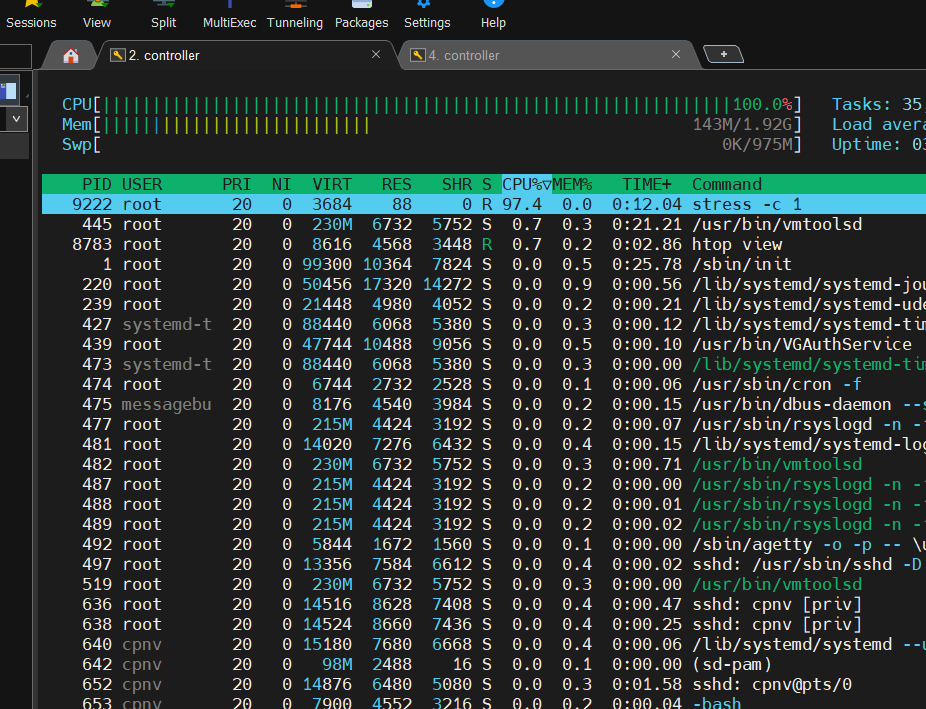 Sessions View Split MultiExec Tunneling Packages Settings Help
2. controller × 4. controller × +
CPU[||||||||||||||||||||||||||||||||||||||||||||||||||||||||||||||||100.0%] Tasks: 35
Mem[||||||||||||||||||||||||||| 143M/1.92G] Load avera
Swp[ 0K/975M] Uptime: 03
PID USER PRI NI VIRT RES SHR S CPU%▽MEM% TIME+ Command
9222 root 20 0 3684 88 0 R 97.4 0.0 0:12.04 stress -c 1
445 root 20 0 230M 6732 5752 S 0.7 0.3 0:21.21 /usr/bin/vmtoolsd
8783 root 20 0 8616 4568 3448 R 0.7 0.2 0:02.86 htop view
1 root 20 0 99300 10364 7824 S 0.0 0.5 0:25.78 /sbin/init
220 root 20 0 50456 17320 14272 S 0.0 0.9 0:00.56 /lib/systemd/systemd-jou
239 root 20 0 21448 4980 4052 S 0.0 0.2 0:00.21 /lib/systemd/systemd-ude
427 systemd-t 20 0 88440 6068 5380 S 0.0 0.3 0:00.12 /lib/systemd/systemd-tim
439 root 20 0 47744 10488 9056 S 0.0 0.5 0:00.10 /usr/bin/VGAuthService
473 systemd-t 20 0 88440 6068 5380 S 0.0 0.3 0:00.00 /lib/systemd/systemd-tim
474 root 20 0 6744 2732 2528 S 0.0 0.1 0:00.06 /usr/sbin/cron -f
475 messagebu 20 0 8176 4540 3984 S 0.0 0.2 0:00.15 /usr/bin/dbus-daemon --s
477 root 20 0 215M 4424 3192 S 0.0 0.2 0:00.07 /usr/sbin/rsyslogd -n -i
481 root 20 0 14020 7276 6432 S 0.0 0.4 0:00.15 /lib/systemd/systemd-log
482 root 20 0 230M 6732 5752 S 0.0 0.3 0:00.71 /usr/bin/vmtoolsd
487 root 20 0 215M 4424 3192 S 0.0 0.2 0:00.00 /usr/sbin/rsyslogd -n -i
488 root 20 0 215M 4424 3192 S 0.0 0.2 0:00.01 /usr/sbin/rsyslogd -n -i
489 root 20 0 215M 4424 3192 S 0.0 0.2 0:00.02 /usr/sbin/rsyslogd -n -i
492 root 20 0 5844 1672 1560 S 0.0 0.1 0:00.00 /sbin/agetty -o -p -- \u
497 root 20 0 13356 7584 6612 S 0.0 0.4 0:00.02 sshd: /usr/sbin/sshd -D
519 root 20 0 230M 6732 5752 S 0.0 0.3 0:00.00 /usr/bin/vmtoolsd
636 root 20 0 14516 8628 7408 S 0.0 0.4 0:00.47 sshd: cpnv [priv]
638 root 20 0 14524 8660 7436 S 0.0 0.4 0:00.25 sshd: cpnv [priv]
640 cpnv 20 0 15180 7680 6668 S 0.0 0.4 0:00.06 /lib/systemd/systemd --u
642 cpnv 20 0 98M 2488 16 S 0.0 0.1 0:00.00 (sd-pam)
652 cpnv 20 0 14876 6480 5080 S 0.0 0.3 0:01.58 sshd: cpnv@pts/0
653 cpnv 20 0 7900 4552 3216 S 0.0 0.2 0:00.04 -bash